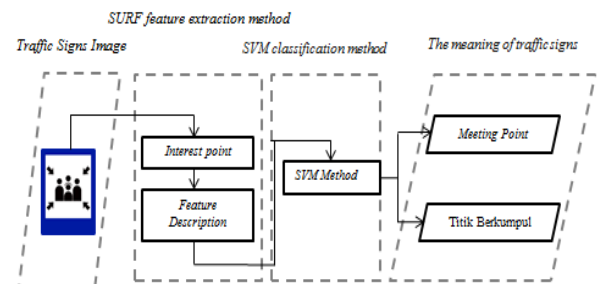 SURF feature extraction method
Traffic Signs Image
SVM classification method
The meaning of traffic signs
Interest point
Feature
Description
SVM Method
Meeting Point
Titik Berkumpul